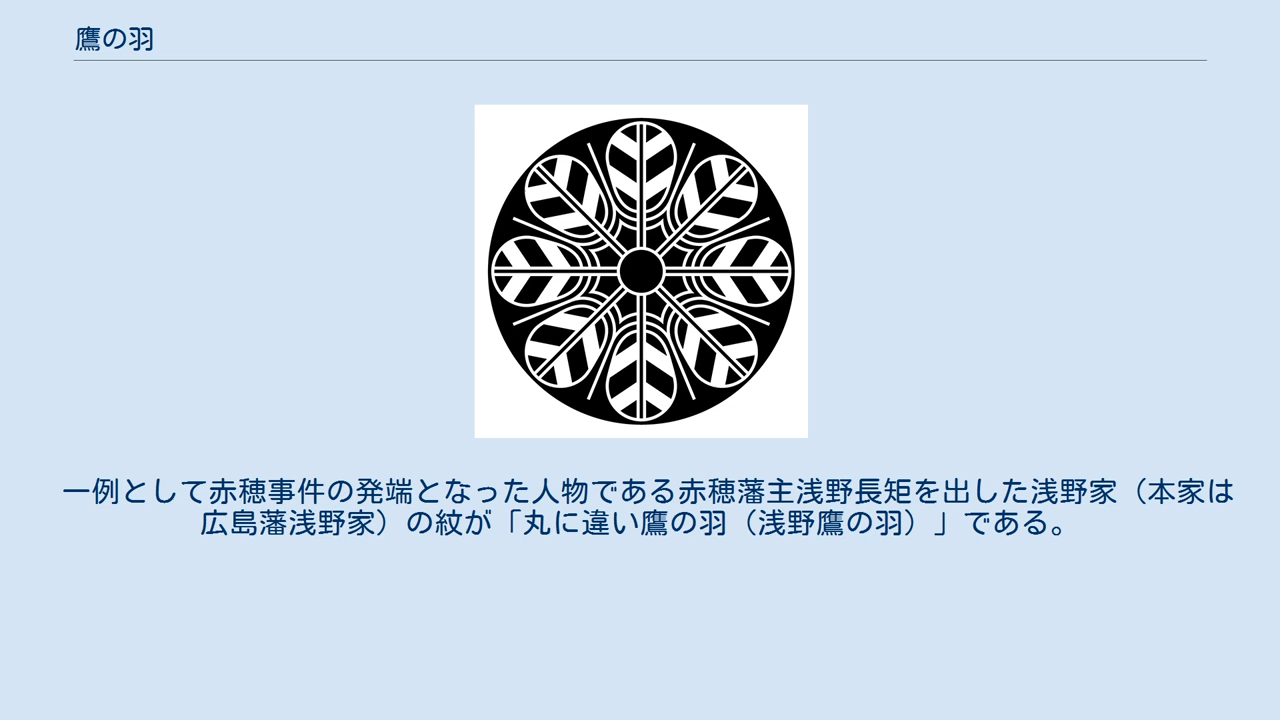 鷹の羽
一例として赤穂事件の発端となった人物である赤穂藩主浅野長矩を出した浅野家（本家は
広島藩浅野家）の紋が「丸に違い鷹の羽（浅野鷹の羽）」である。